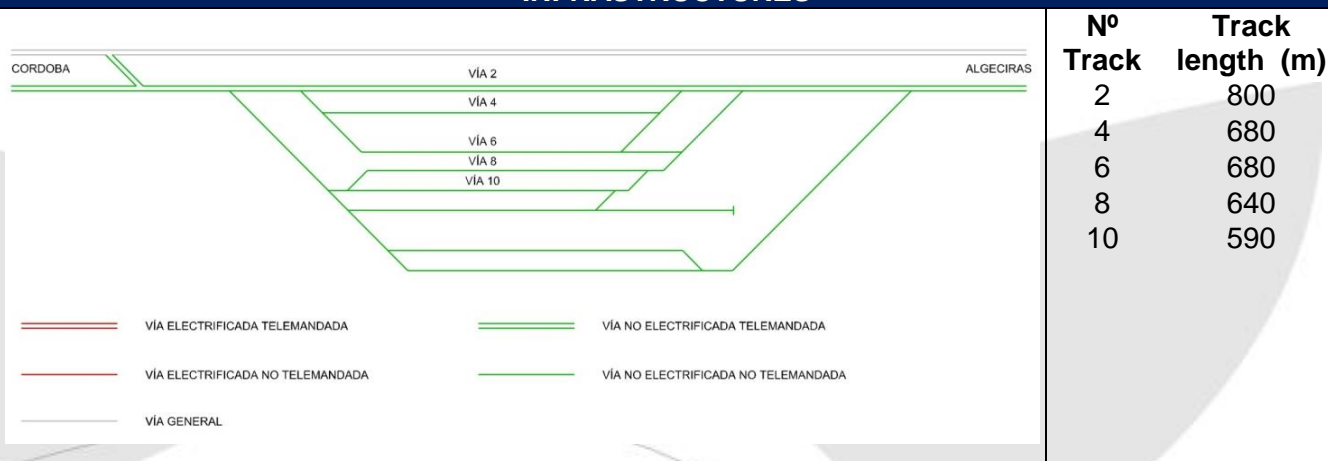 INFRASTRUCTURES
CORDOBA
VÍA 2
ALGECIRAS
VÍA 4
VÍA 6
VÍA 8
VÍA 10
VÍA ELECTRIFICADA TELEMANDADA
VÍA NO ELECTRIFICADA TELEMANDADA
VÍA ELECTRIFICADA NO TELEMANDADA
VÍA NO ELECTRIFICADA NO TELEMANDADA
VÍA GENERAL
Nº Track
Track length (m)
2 800
4 680
6 680
8 640
10 590